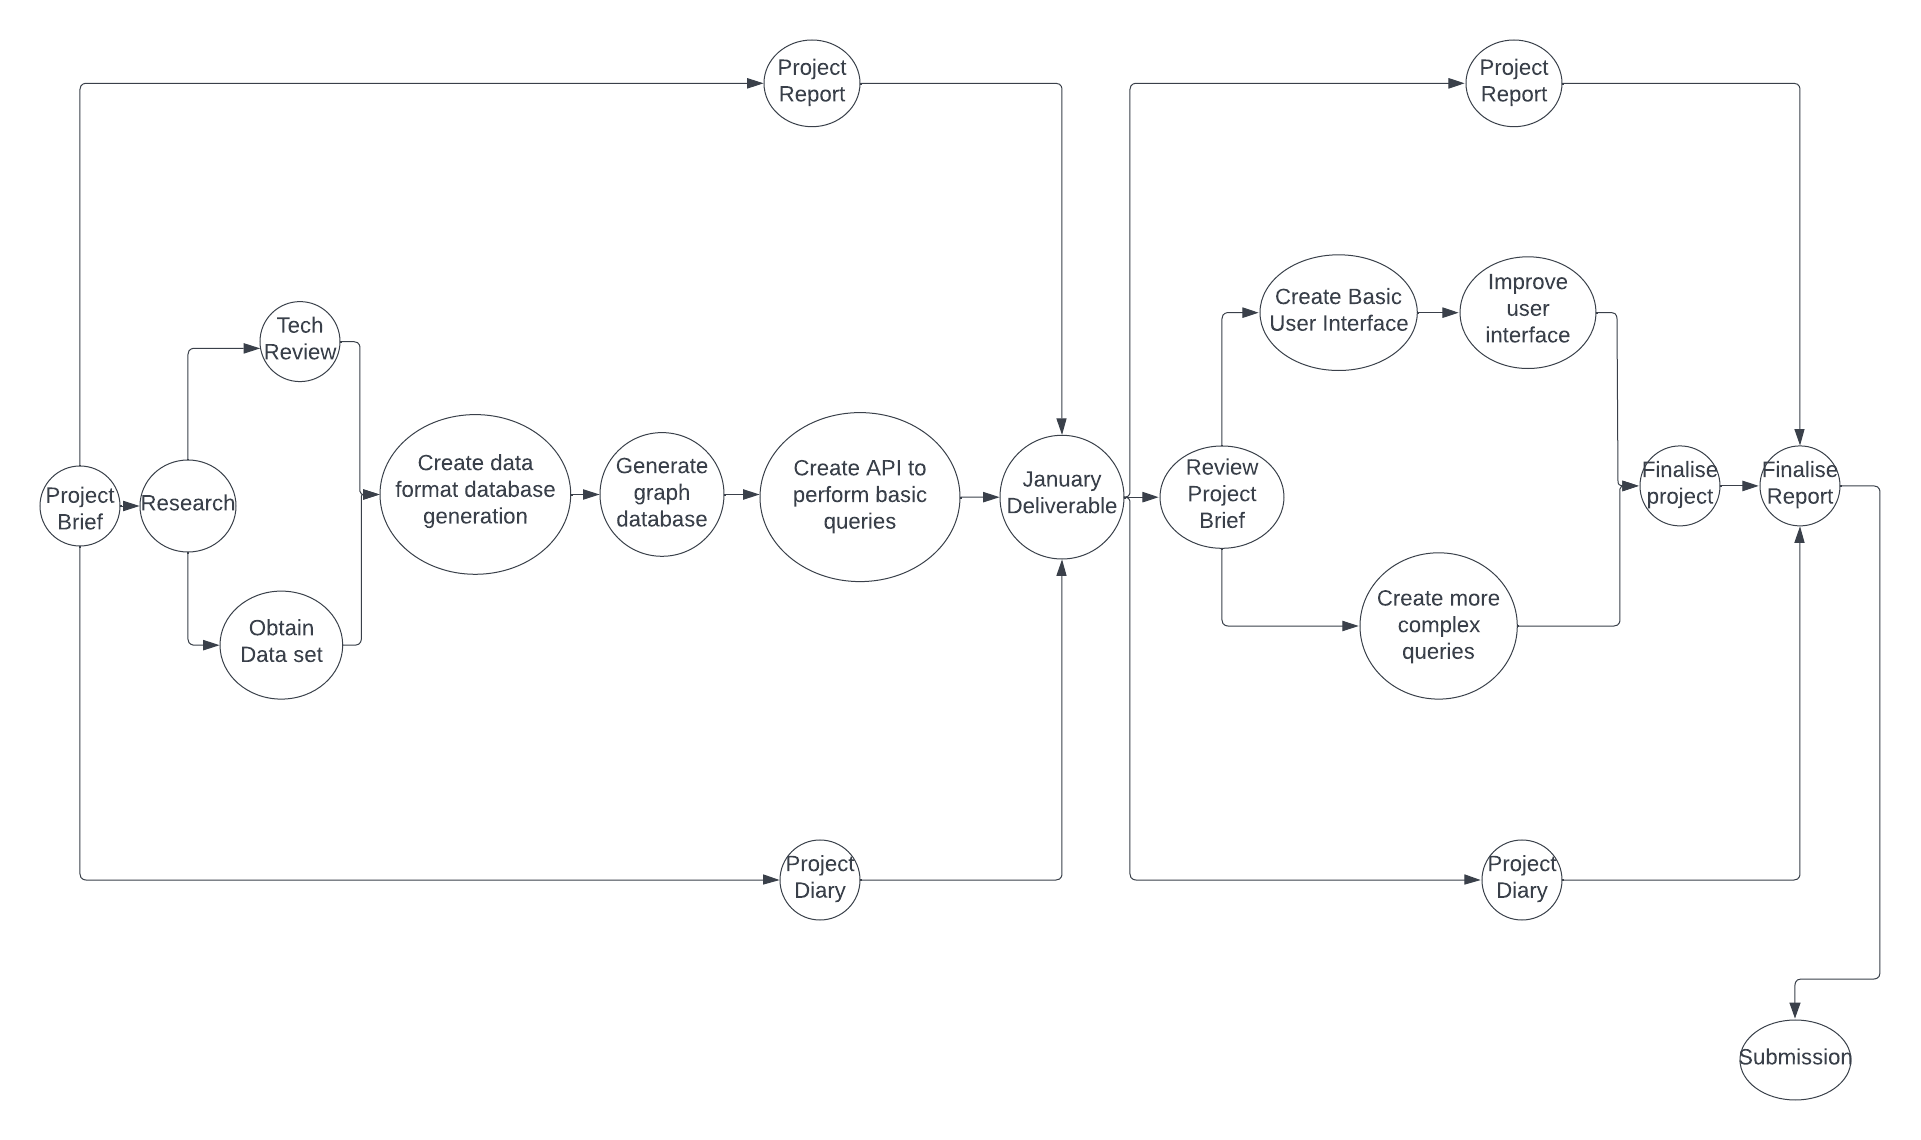 Project
Report
Project
Report
Tech
Review
Create Basic
User Interface
Improve
user
interface
Project
Brief
Research
Create data
format database
generation
Generate
graph
database
Create API to
perform basic
queries
January
Deliverable
Review
Project
Brief
Finalise
project
Finalise
Report
Obtain
Data set
Create more
complex
queries
Project
Diary
Project
Diary
Submission